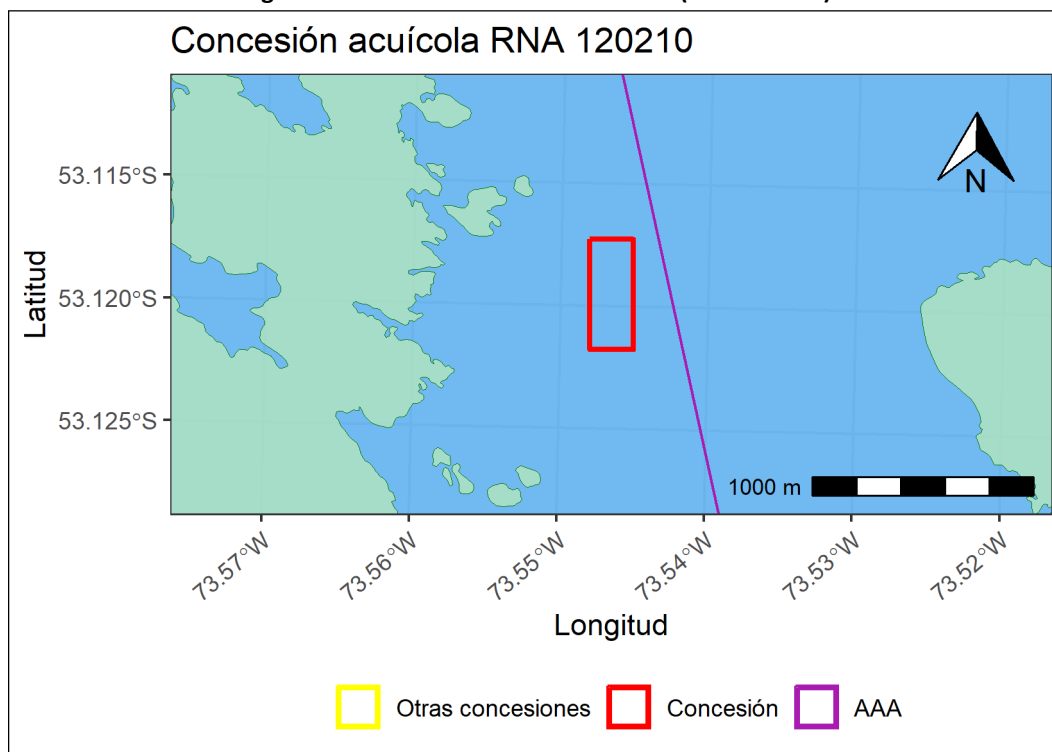 Concesión acuícola RNA 120210
N
53.115°S
53.120°S
53.125°S
Latitud
1000 m
73.57°W
73.56°W
73.55°W
73.54°W
73.53°W
73.52°W
Longitud
Otras concesiones
Concesión
AAA